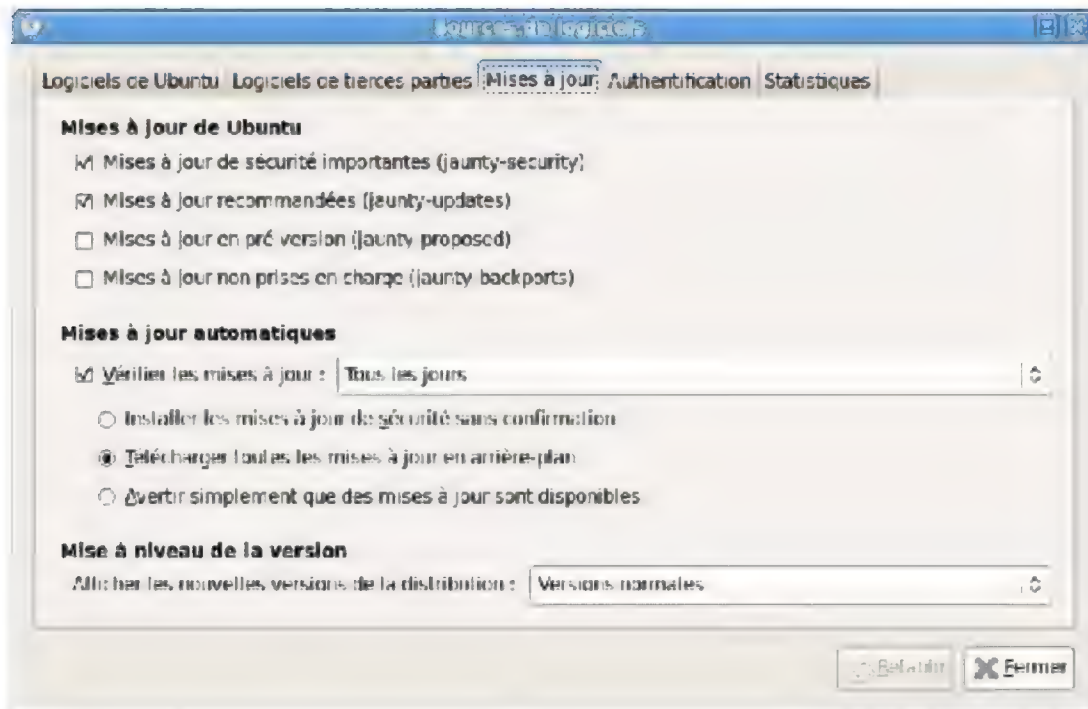 Sources de logiciels
Logiciels de Ubuntu Logiciels de tierces parties Mises à jour Authentification Statistiques
Mises à jour de Ubuntu
Mises à jour de sécurité importantes (jaunty-security)
Mises à jour recommandées (jaunty-updates)
Mises à jour en pré version (jaunty proposed)
Mises à jour non prises en charge (jaunty backports)
Mises à jour automatiques
Vérifier les mises à jour : Tous les jours
Installer les mises à jour de sécurité sans confirmation
Télécharger toutes les mises à jour en arrière-plan
Avertir simplement que des mises à jour sont disponibles
Mise à niveau de la version
Afficher les nouvelles versions de la distribution : Versions normales
Fermer